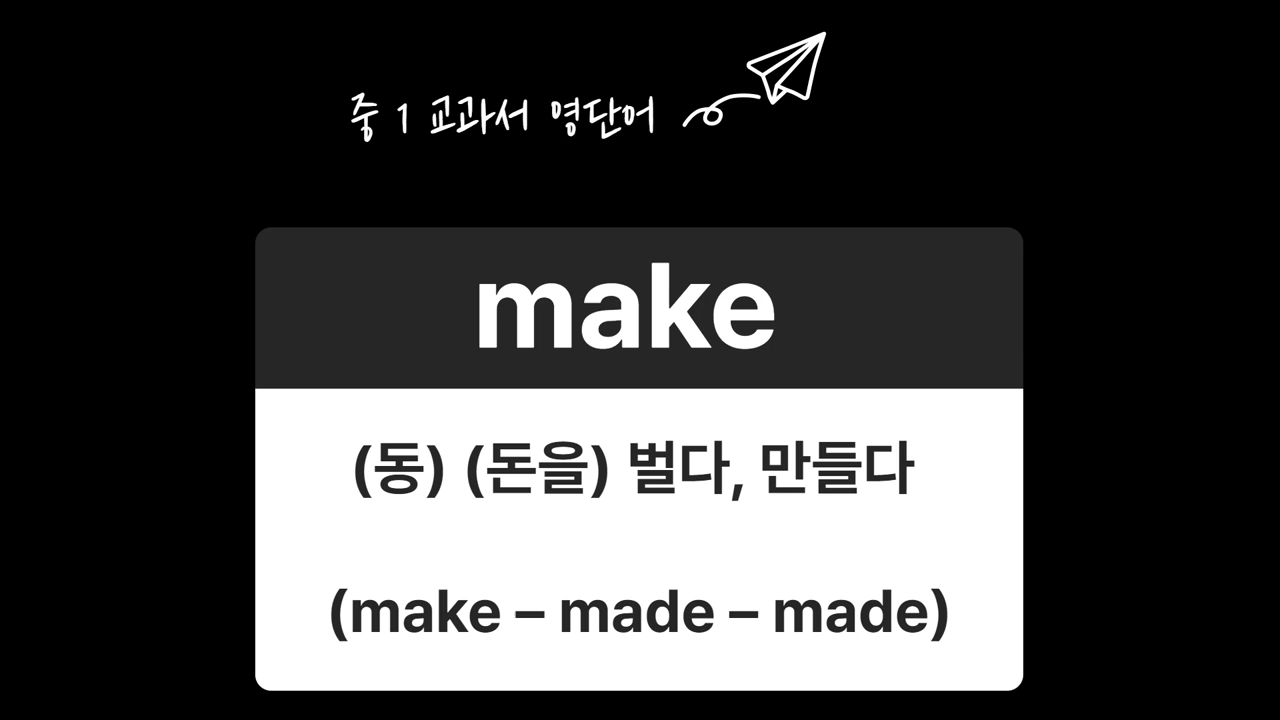 중 1 교과서 영단어
make
(동) (돈을) 벌다, 만들다
(make – made – made)